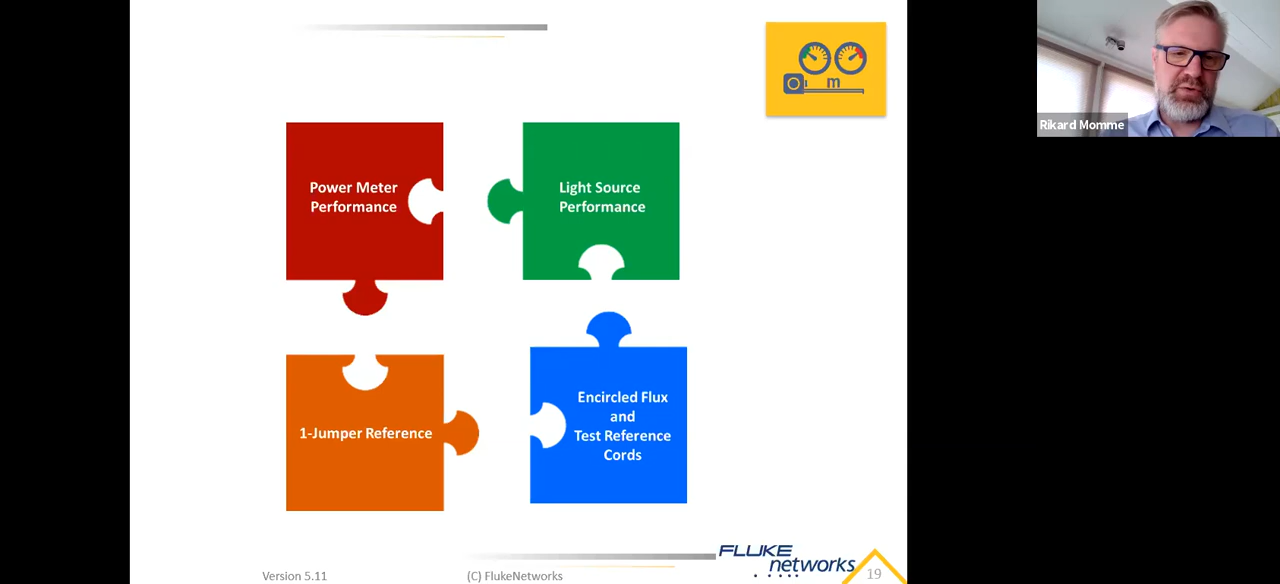 m
Rikard Momme
Power Meter
Performance
Light Source
Performance
1-Jumper Reference
Encircled Flux
and
Test Reference
Cords
FLUKE
networks
Version 5.11
(C) FlukeNetworks
19